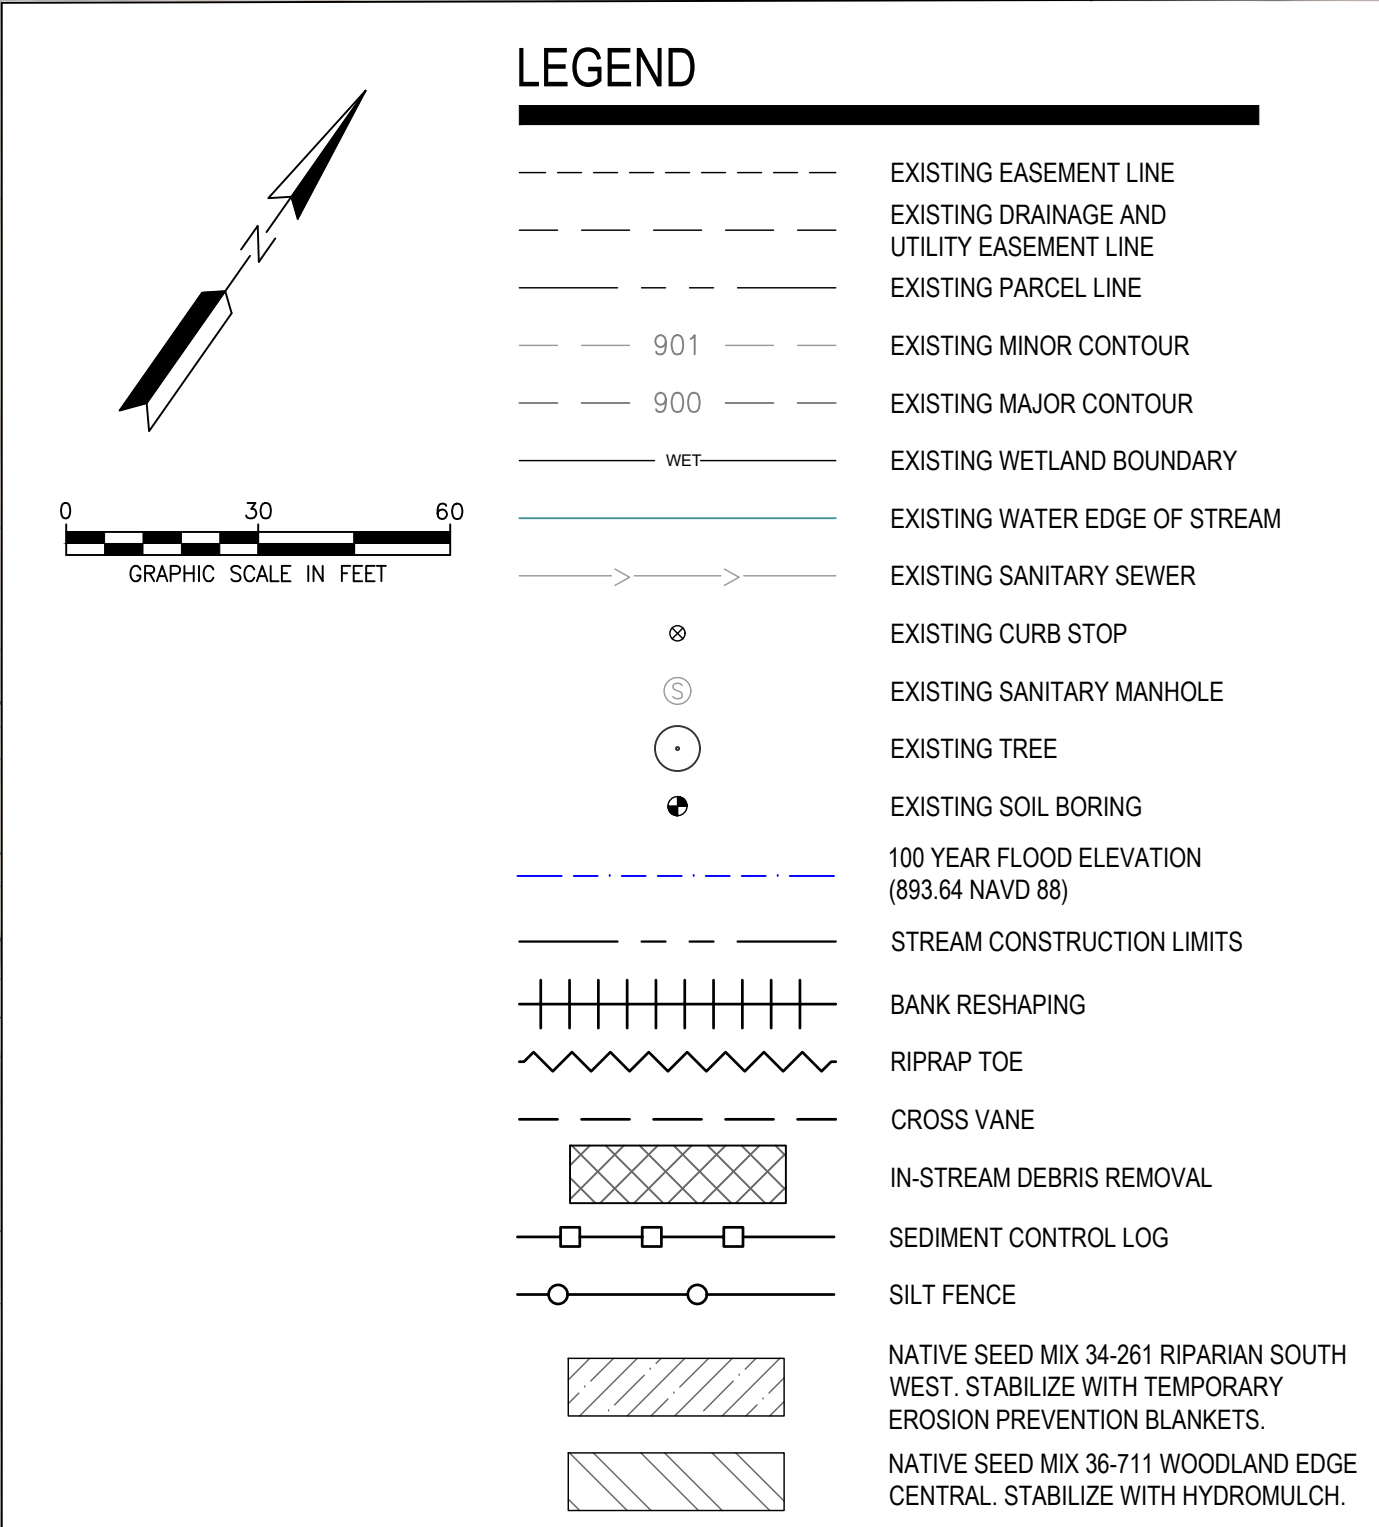 LEGEND
N
0 30 60
GRAPHIC SCALE IN FEET
EXISTING EASEMENT LINE
EXISTING DRAINAGE AND
UTILITY EASEMENT LINE
EXISTING PARCEL LINE
901 EXISTING MINOR CONTOUR
900 EXISTING MAJOR CONTOUR
WET EXISTING WETLAND BOUNDARY
EXISTING WATER EDGE OF STREAM
EXISTING SANITARY SEWER
EXISTING CURB STOP
S EXISTING SANITARY MANHOLE
EXISTING TREE
EXISTING SOIL BORING
100 YEAR FLOOD ELEVATION
(893.64 NAVD 88)
STREAM CONSTRUCTION LIMITS
BANK RESHAPING
RIPRAP TOE
CROSS VANE
IN-STREAM DEBRIS REMOVAL
SEDIMENT CONTROL LOG
SILT FENCE
NATIVE SEED MIX 34-261 RIPARIAN SOUTH
WEST. STABILIZE WITH TEMPORARY
EROSION PREVENTION BLANKETS.
NATIVE SEED MIX 36-711 WOODLAND EDGE
CENTRAL. STABILIZE WITH HYDROMULCH.